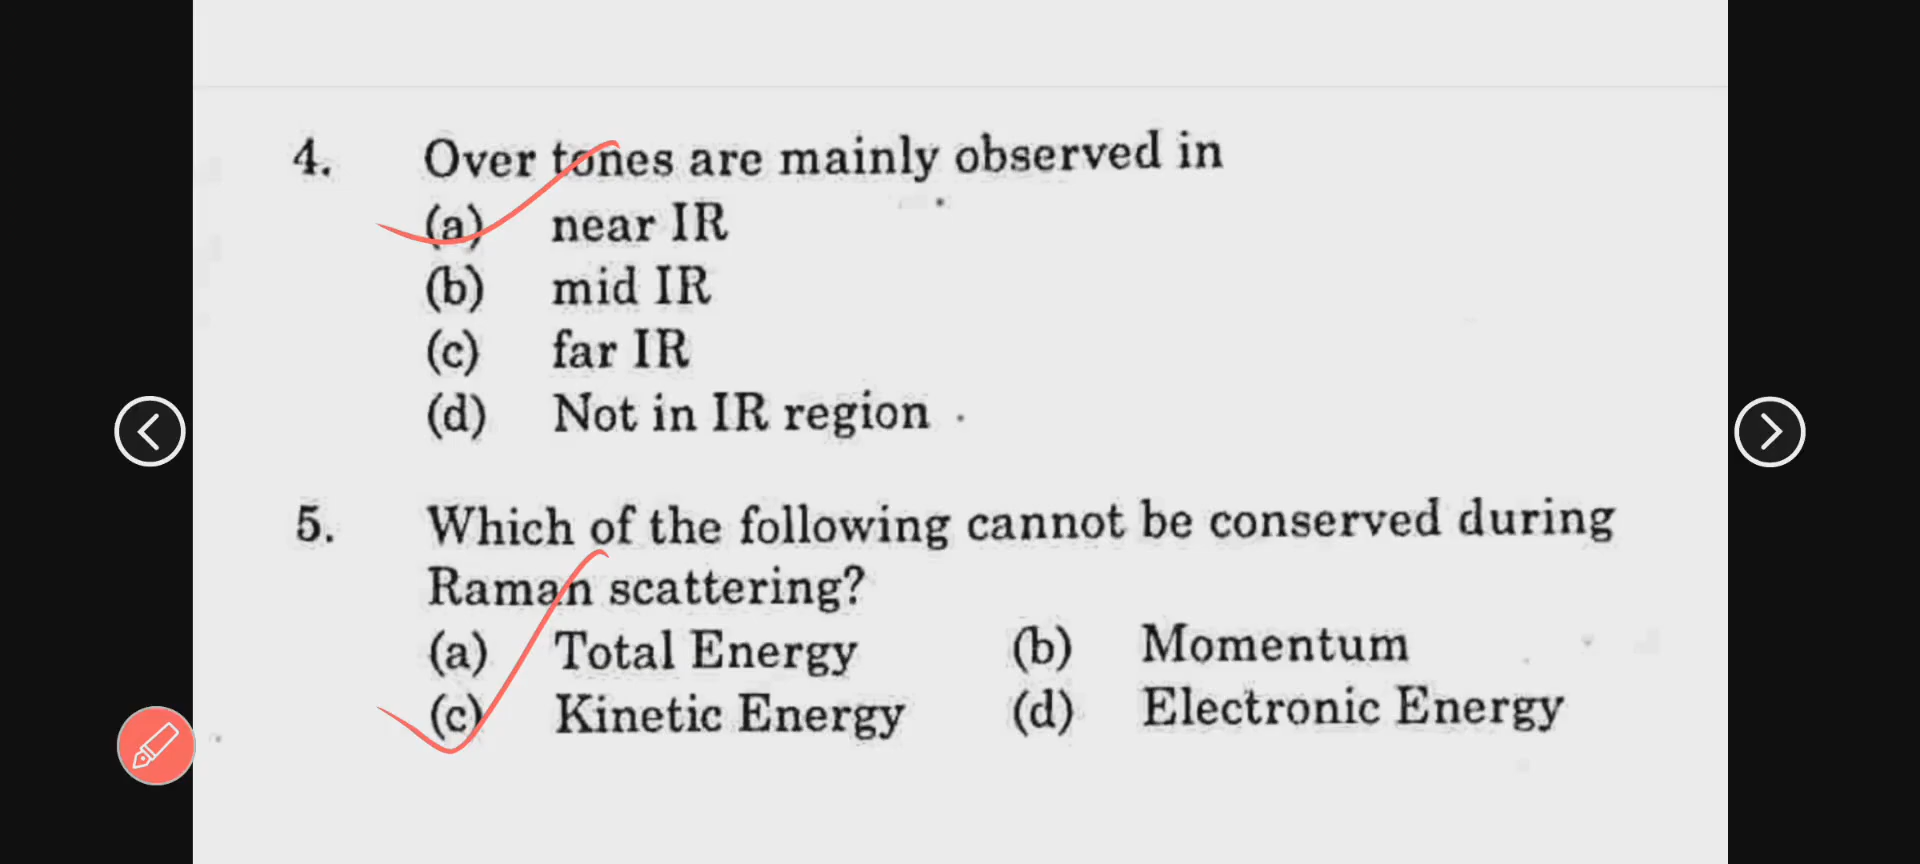 4. Over tones are mainly observed in
(a) near IR
(b) mid IR
(c) far IR
(d) Not in IR region
5. Which of the following cannot be conserved during
Raman scattering?
(a) Total Energy (b) Momentum
(c) Kinetic Energy (d) Electronic Energy